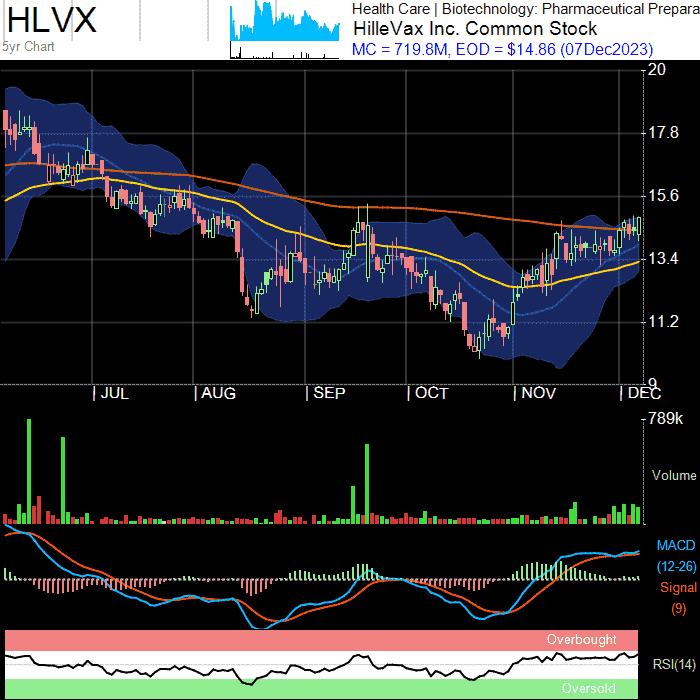 HLVX
5yr Chart
Health Care | Biotechnology: Pharmaceutical Prepara
HilleVax Inc. Common Stock
MC = 719.8M, EOD = $14.86 (07Dec2023)
20
17.8
15.6
13.4
11.2
9
| JUL | AUG | SEP | OCT | NOV | DEC
789k
Volume
MACD
(12-26)
Signal
(9)
Overbought
RSI(14)
Oversold